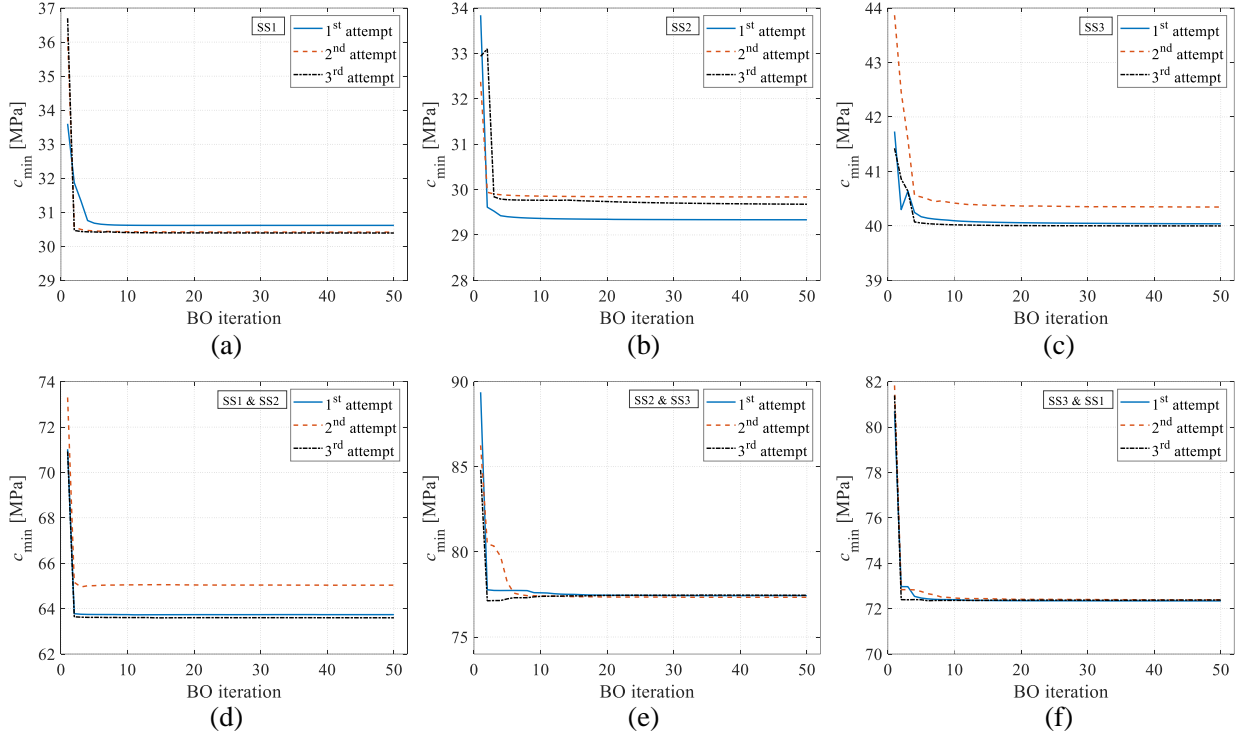 37
36
35
34
33
32
31
30
29
c_min [MPa]
SS1
1st attempt
2nd attempt
3rd attempt
0 10 20 30 40 50
BO iteration
(a)
34
33
32
31
30
29
28
c_min [MPa]
SS2
1st attempt
2nd attempt
3rd attempt
0 10 20 30 40 50
BO iteration
(b)
44
43
42
41
40
39
c_min [MPa]
SS3
1st attempt
2nd attempt
3rd attempt
0 10 20 30 40 50
BO iteration
(c)
74
72
70
68
66
64
62
c_min [MPa]
SS1 & SS2
1st attempt
2nd attempt
3rd attempt
0 10 20 30 40 50
BO iteration
(d)
90
85
80
75
c_min [MPa]
SS2 & SS3
1st attempt
2nd attempt
3rd attempt
0 10 20 30 40 50
BO iteration
(e)
82
80
78
76
74
72
70
c_min [MPa]
SS3 & SS1
1st attempt
2nd attempt
3rd attempt
0 10 20 30 40 50
BO iteration
(f)